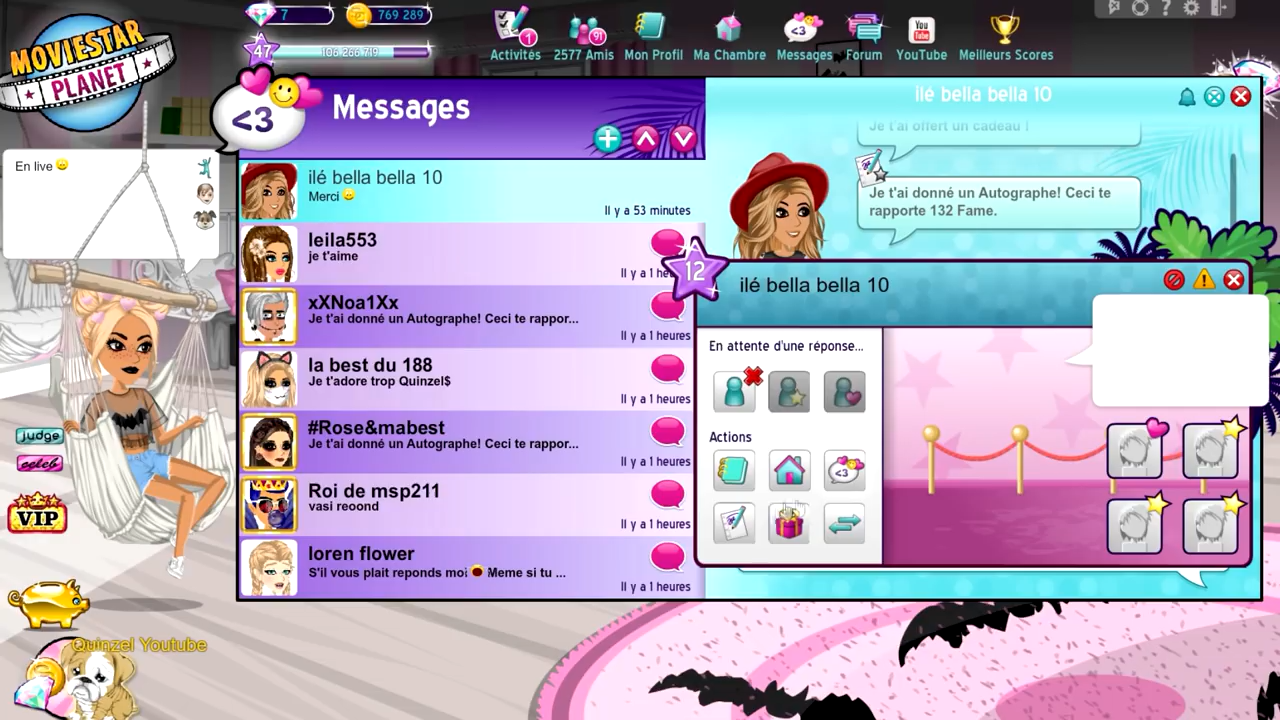 MOVIESTAR
PLANET
7
769 289
47
106,266,719
1
91
<3
You
Tube
Activités
2577 Amis
Mon Profil
Ma Chambre
Messages
Forum
YouTube
Meilleurs Scores
<3
Messages
ilé bella bella 10
Merci
Il y a 53 minutes
leila553
je t'aime
xXNoa1Xx
Je t'ai donné un Autographe! Ceci te rappor...
Il y a 1 heures
la best du 188
Je t'adore trop Quinzel$
Il y a 1 heures
#Rose&mabest
Je t'ai donné un Autographe! Ceci te rappor...
Il y a 1 heures
Roi de msp211
vasi reoond
Il y a 1 heures
loren flower
S'il vous plait reponds moi Meme si tu ...
Il y a 1 heures
ilé bella bella 10
Je t'ai offert un cadeau !
Je t'ai donné un Autographe! Ceci te
rapporte 132 Fame.
12
ilé bella bella 10
En attente d'une réponse...
Actions
<3
En live
judge
celeb
VIP
Quinzel Youtube